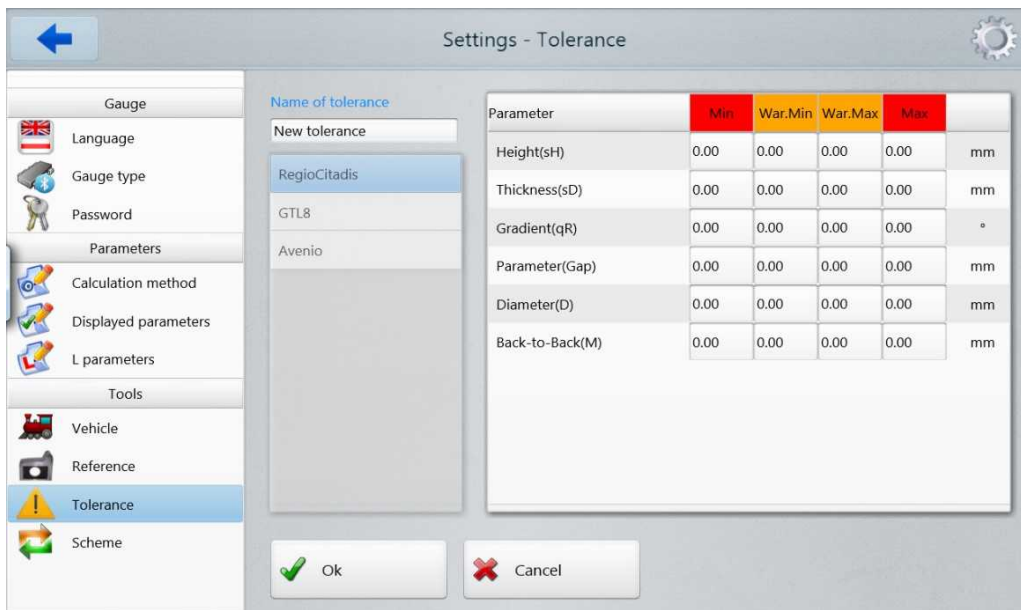 Settings - Tolerance
Gauge
Language
Gauge type
Password
Parameters
Calculation method
Displayed parameters
L parameters
Tools
Vehicle
Reference
Tolerance
Scheme
Name of tolerance
New tolerance
RegioCitadis
GTL8
Avenio
Parameter Min War.Min War.Max Max
Height(sH) 0.00 0.00 0.00 0.00 mm
Thickness(sD) 0.00 0.00 0.00 0.00 mm
Gradient(qR) 0.00 0.00 0.00 0.00 °
Parameter(Gap) 0.00 0.00 0.00 0.00 mm
Diameter(D) 0.00 0.00 0.00 0.00 mm
Back-to-Back(M) 0.00 0.00 0.00 0.00 mm
Ok
Cancel